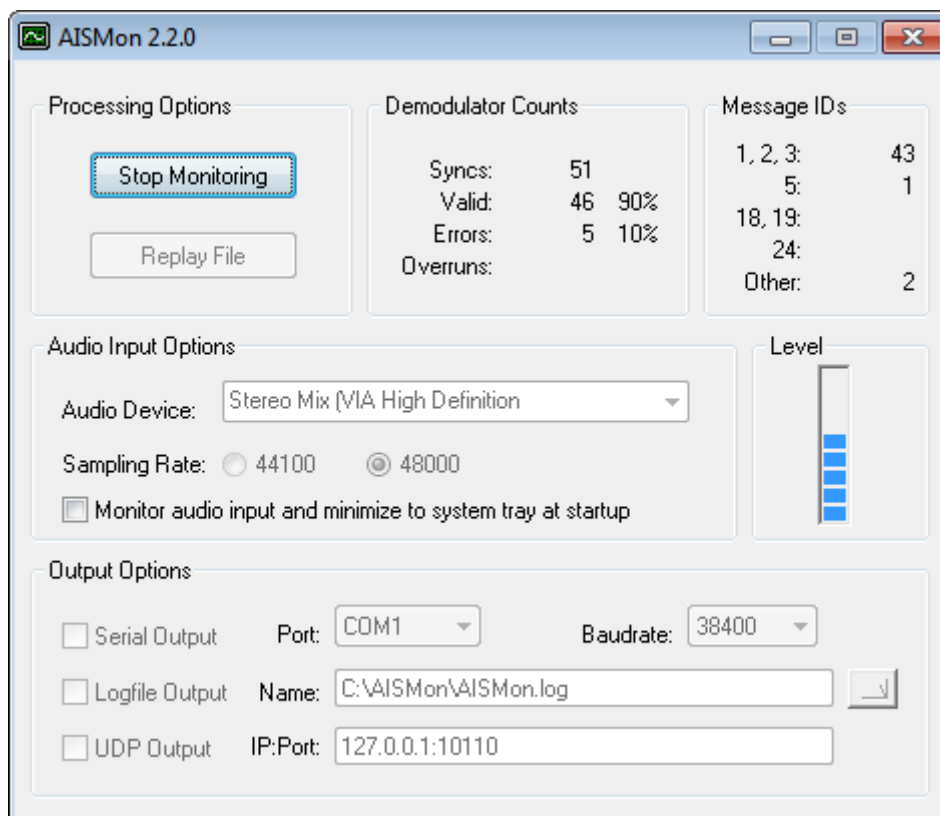 AISMon 2.2.0
Processing Options
Stop Monitoring
Replay File
Demodulator Counts
Syncs: 51
Valid: 46 90%
Errors: 5 10%
Overruns:
Message IDs
1, 2, 3: 43
5: 1
18, 19:
24:
Other: 2
Audio Input Options
Audio Device: Stereo Mix (VIA High Definition
Sampling Rate: 44100 48000
Monitor audio input and minimize to system tray at startup
Level
Output Options
Serial Output Port: COM1 Baudrate: 38400
Logfile Output Name: C:\AISMon\AISMon.log
UDP Output IP:Port: 127.0.0.1:10110